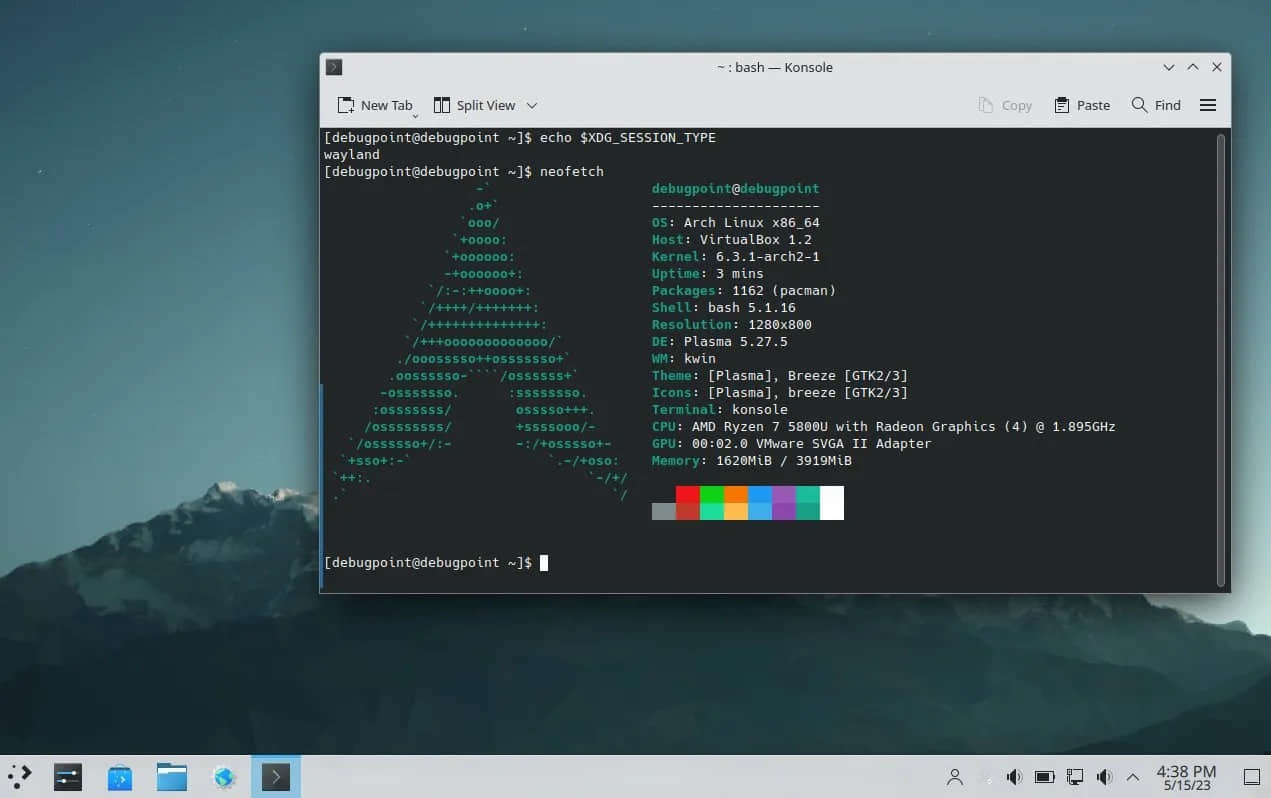 ~ : bash — Konsole
New Tab
Split View
Copy
Paste
Find
[debugpoint@debugpoint ~]$ echo $XDG_SESSION_TYPE
wayland
[debugpoint@debugpoint ~]$ neofetch
-`
.o+`
`ooo/
`+oooo:
`+oooooo:
-+oooooo+:
`/:-:++oooo+:
`/++++/+++++++:
`/++++++++++++++:
`/+++ooooooooooooo/`
./ooosssso++osssssso+`
.oossssso-````/ossssss+`
-osssssso.      :ssssssso.
:osssssss/        osssso+++.
/ossssssss/        +ssssooo/-
`/ossssso+/:-        -:/+osssso+-
`+sso+:-`                 `.-/+oso:
`++:.                           `-/+/
.`                                 `/
debugpoint@debugpoint
---------------------
OS: Arch Linux x86_64
Host: VirtualBox 1.2
Kernel: 6.3.1-arch2-1
Uptime: 3 mins
Packages: 1162 (pacman)
Shell: bash 5.1.16
Resolution: 1280x800
DE: Plasma 5.27.5
WM: kwin
Theme: [Plasma], Breeze [GTK2/3]
Icons: [Plasma], breeze [GTK2/3]
Terminal: konsole
CPU: AMD Ryzen 7 5800U with Radeon Graphics (4) @ 1.895GHz
GPU: 00:02.0 VMware SVGA II Adapter
Memory: 1620MiB / 3919MiB
[debugpoint@debugpoint ~]$
4:38 PM
5/15/23